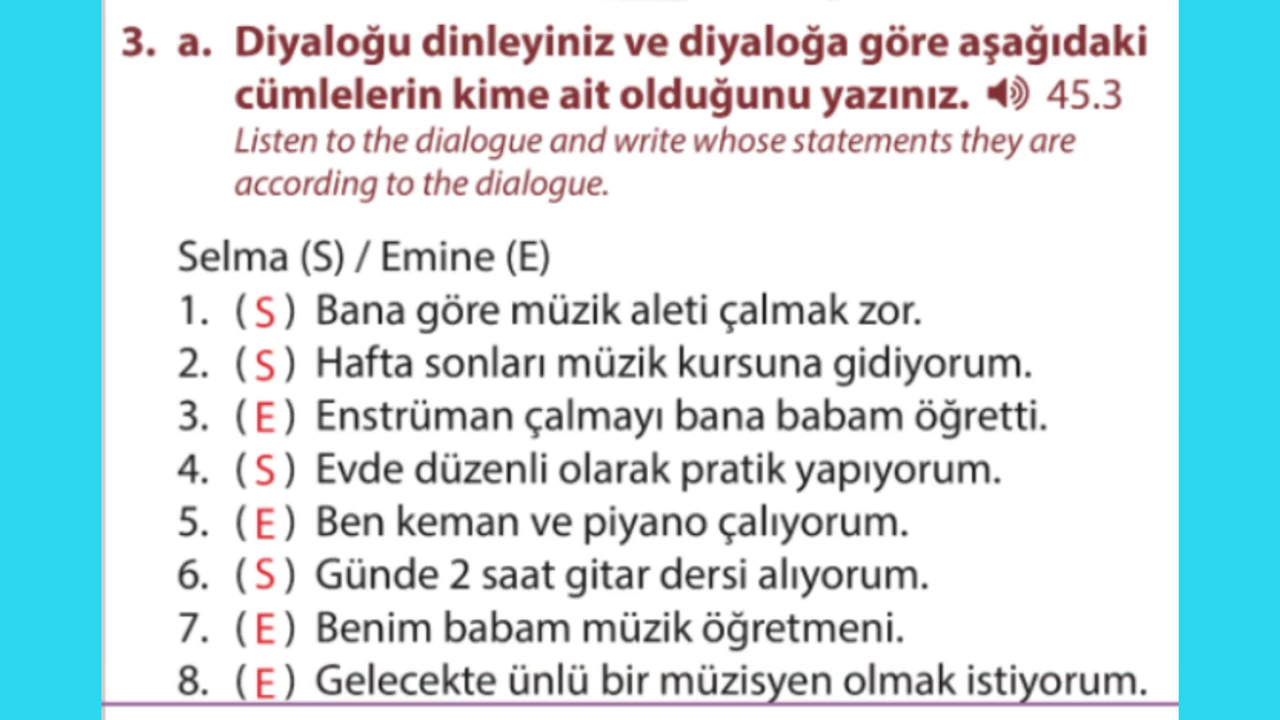 3. a. Diyaloğu dinleyiniz ve diyaloğa göre aşağıdaki
cümlelerin kime ait olduğunu yazınız. 45.3
Listen to the dialogue and write whose statements they are
according to the dialogue.
Selma (S) / Emine (E)
1. (S) Bana göre müzik aleti çalmak zor.
2. (S) Hafta sonları müzik kursuna gidiyorum.
3. (E) Enstrüman çalmayı bana babam öğretti.
4. (S) Evde düzenli olarak pratik yapıyorum.
5. (E) Ben keman ve piyano çalıyorum.
6. (S) Günde 2 saat gitar dersi alıyorum.
7. (E) Benim babam müzik öğretmeni.
8. (E) Gelecekte ünlü bir müzisyen olmak istiyorum.